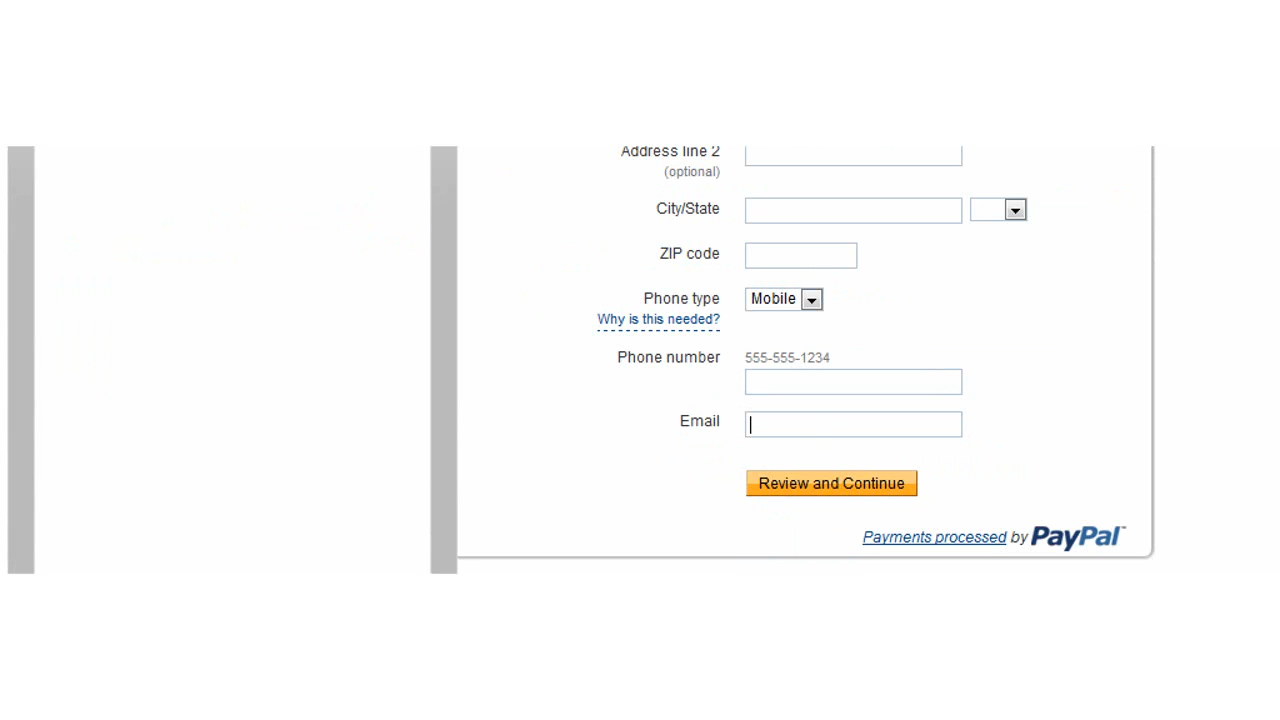 Address line 2
(optional)
City/State
ZIP code
Phone type Mobile
Why is this needed?
Phone number 555-555-1234
Email
Review and Continue
Payments processed by PayPal™